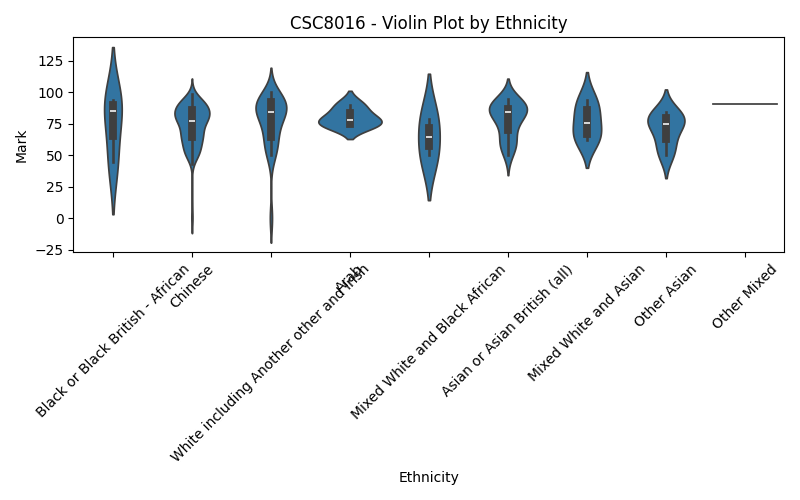 CSC8016 - Violin Plot by Ethnicity
Mark
125
100
75
50
25
0
−25
Black or Black British - African
Chinese
White including Another other and Irish
Arab
Mixed White and Black African
Asian or Asian British (all)
Mixed White and Asian
Other Asian
Other Mixed
Ethnicity